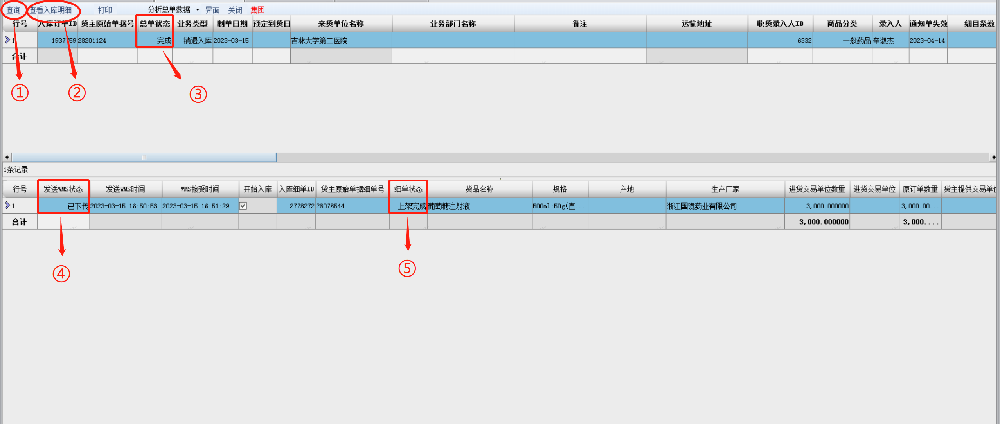 查询 查看入库明细 打印 分析总单数据 界面 关闭 集团
行号 入库订单ID 货主原始单据号 总单状态 业务类型 制单日期 预定到货日 来货单位名称 业务部门名称 备注 运输地址 收货录入人ID 商品分类 录入人 通知单失效 细目条数
1 1937759 28201124 完成 销退入库 2023-03-15 吉林大学第二医院 6332 一般药品 辛淑杰 2023-04-14
合计
① ② ③
1条记录
行号 发送WMS状态 发送WMS时间 WMS接受时间 开始入库 入库细单ID 货主原始单据细单号 细单状态 货品名称 规格 产地 生产厂家 进货交易单位数量 进货交易单位 原订单数量 货主提供交易单位
1 已下传 2023-03-15 16:50:58 2023-03-15 16:51:29 2778272 28078544 上架完成 葡萄糖注射液 500ml:50g(直... 浙江国镜药业有限公司 3,000.000000 3,000.00...
合计 3,000.000000 3,000....
④ ⑤